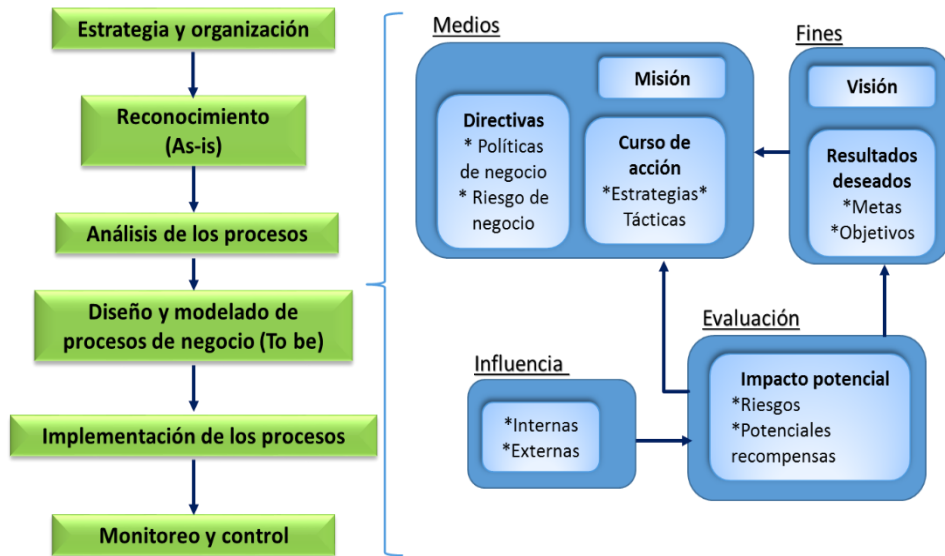 Estrategia y organización
Reconocimiento
(As-is)
Análisis de los procesos
Diseño y modelado de
procesos de negocio (To be)
Implementación de los procesos
Monitoreo y control
Medios
Misión
Directivas
* Políticas
de negocio
* Riesgo de
negocio
Curso de
acción
*Estrategias*
Tácticas
Fines
Visión
Resultados
deseados
*Metas
*Objetivos
Influencia
*Internas
*Externas
Evaluación
Impacto potencial
*Riesgos
*Potenciales
recompensas